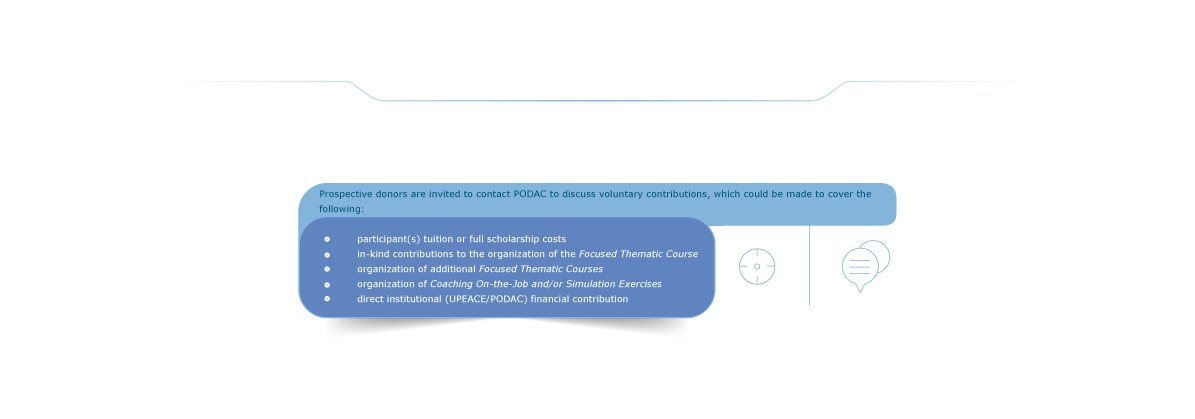 Prospective donors are invited to contact PODAC to discuss voluntary contributions, which could be made to cover the
following:
participant(s) tuition or full scholarship costs
in-kind contributions to the organization of the Focused Thematic Course
organization of additional Focused Thematic Courses
organization of Coaching On-the-Job and/or Simulation Exercises
direct institutional (UPEACE/PODAC) financial contribution